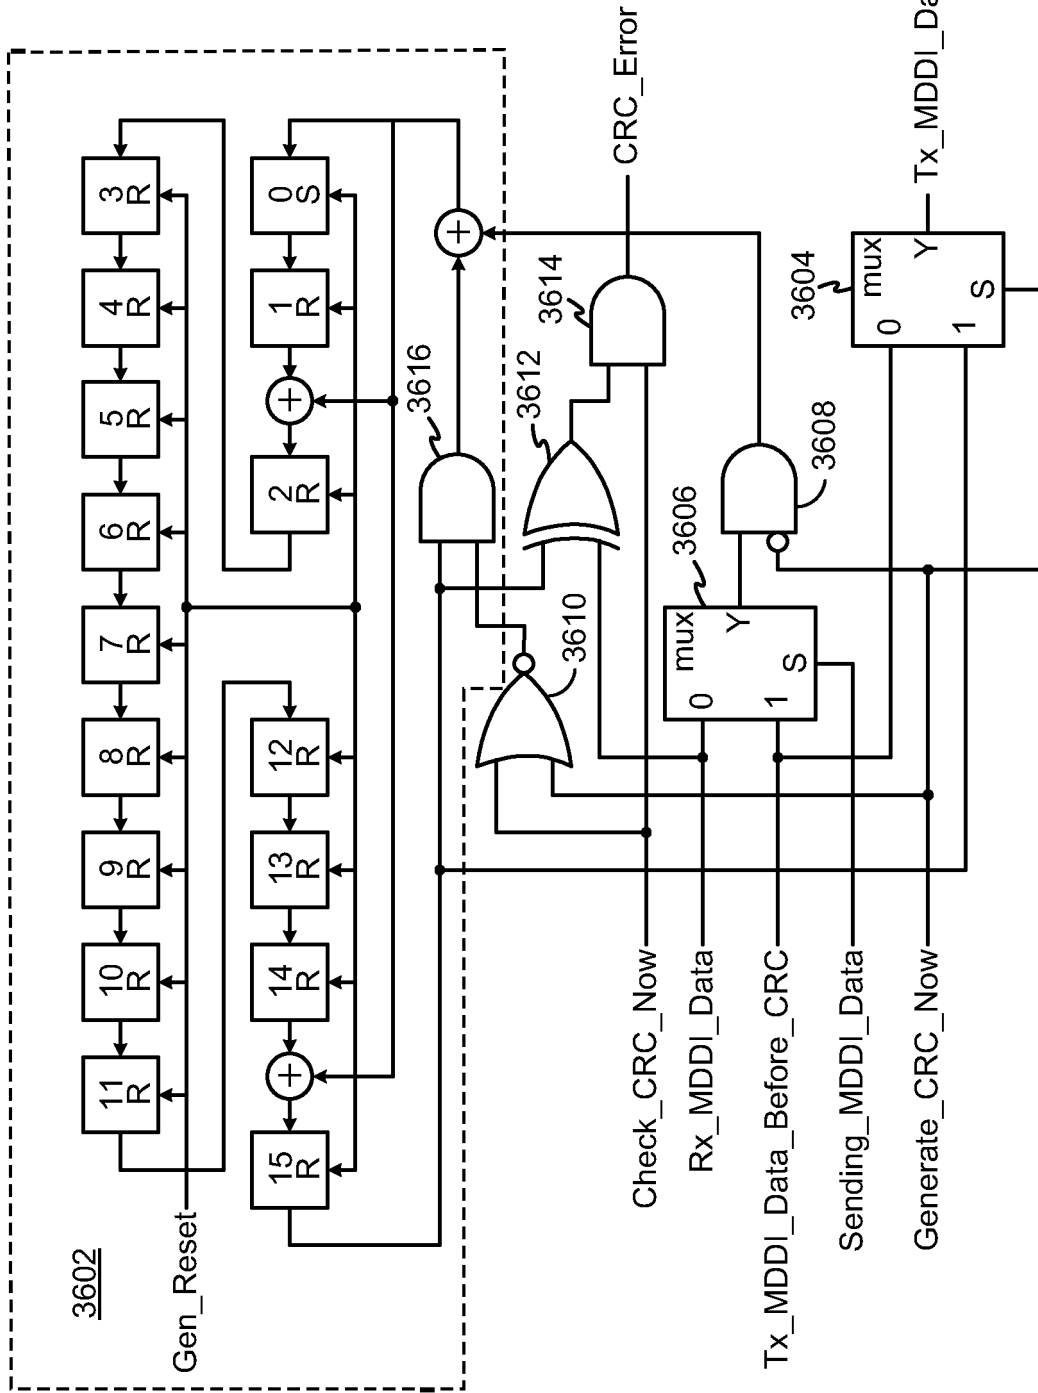 3602
11
R
10
R
9
R
8
R
7
R
6
R
5
R
4
R
3
R
Gen_Reset
15
R
14
R
13
R
12
R
2
R
1
R
0
S
3616
3610
3612
3614
CRC_Error
Check_CRC_Now
Rx_MDDI_Data
Tx_MDDI_Data_Before_CRC
Sending_MDDI_Data
Generate_CRC_Now
mux
0
1
Y
S
3606
3608
3604
mux
0
1
Y
S
Tx_MDDI_Da